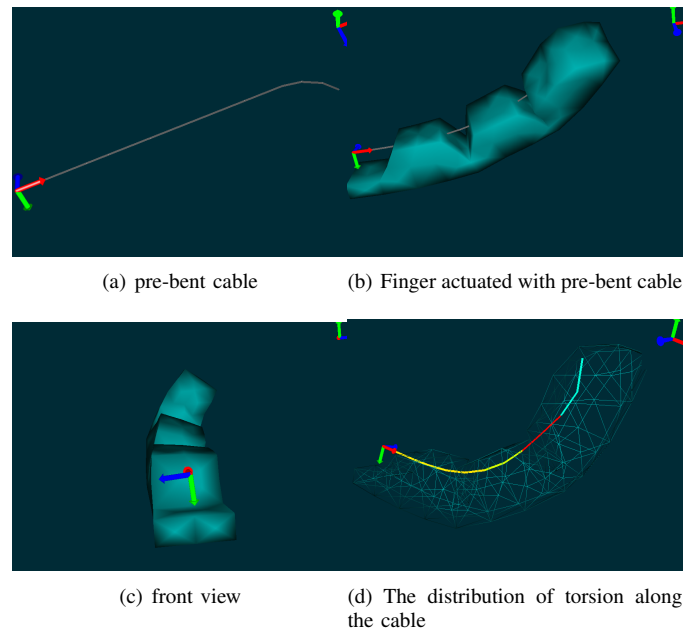 (a) pre-bent cable
(b) Finger actuated with pre-bent cable
(c) front view
(d) The distribution of torsion along
the cable